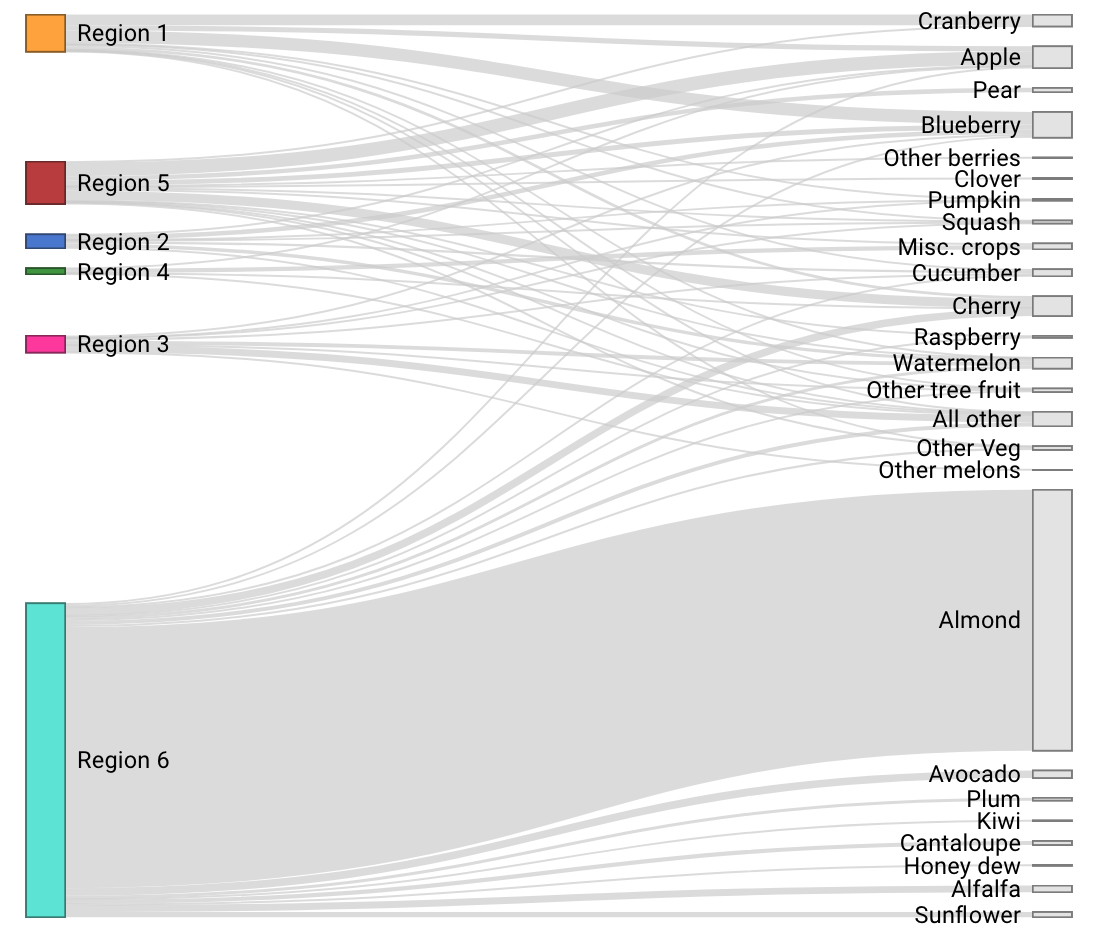 Region 1
Region 5
Region 2
Region 4
Region 3
Region 6
Cranberry
Apple
Pear
Blueberry
Other berries
Clover
Pumpkin
Squash
Misc. crops
Cucumber
Cherry
Raspberry
Watermelon
Other tree fruit
All other
Other Veg
Other melons
Almond
Avocado
Plum
Kiwi
Cantaloupe
Honey dew
Alfalfa
Sunflower